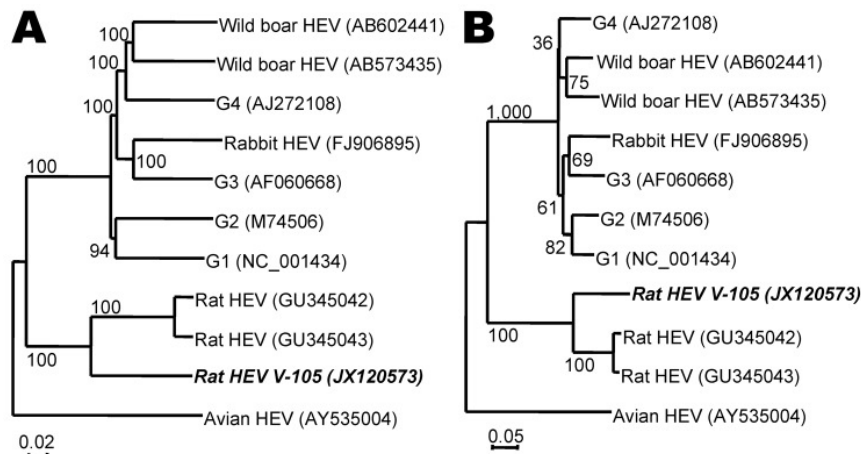 A
100
Wild boar HEV (AB602441)
100
Wild boar HEV (AB573435)
100
G4 (AJ272108)
Rabbit HEV (FJ906895)
100
100
G3 (AF060668)
G2 (M74506)
94
G1 (NC_001434)
Rat HEV (GU345042)
100
Rat HEV (GU345043)
100
Rat HEV V-105 (JX120573)
Avian HEV (AY535004)
0.02
B
G4 (AJ272108)
36
Wild boar HEV (AB602441)
75
Wild boar HEV (AB573435)
1,000
Rabbit HEV (FJ906895)
69
G3 (AF060668)
61
G2 (M74506)
82
G1 (NC_001434)
Rat HEV V-105 (JX120573)
100
Rat HEV (GU345042)
100
Rat HEV (GU345043)
Avian HEV (AY535004)
0.05